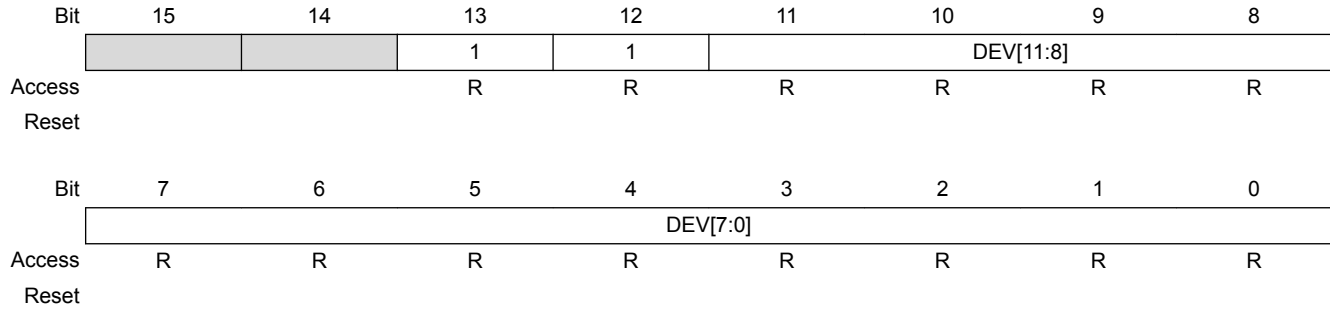 Bit 15 14 13 12 11 10 9 8
1 1 DEV[11:8]
Access R R R R R R
Reset
Bit 7 6 5 4 3 2 1 0
DEV[7:0]
Access R R R R R R R R
Reset